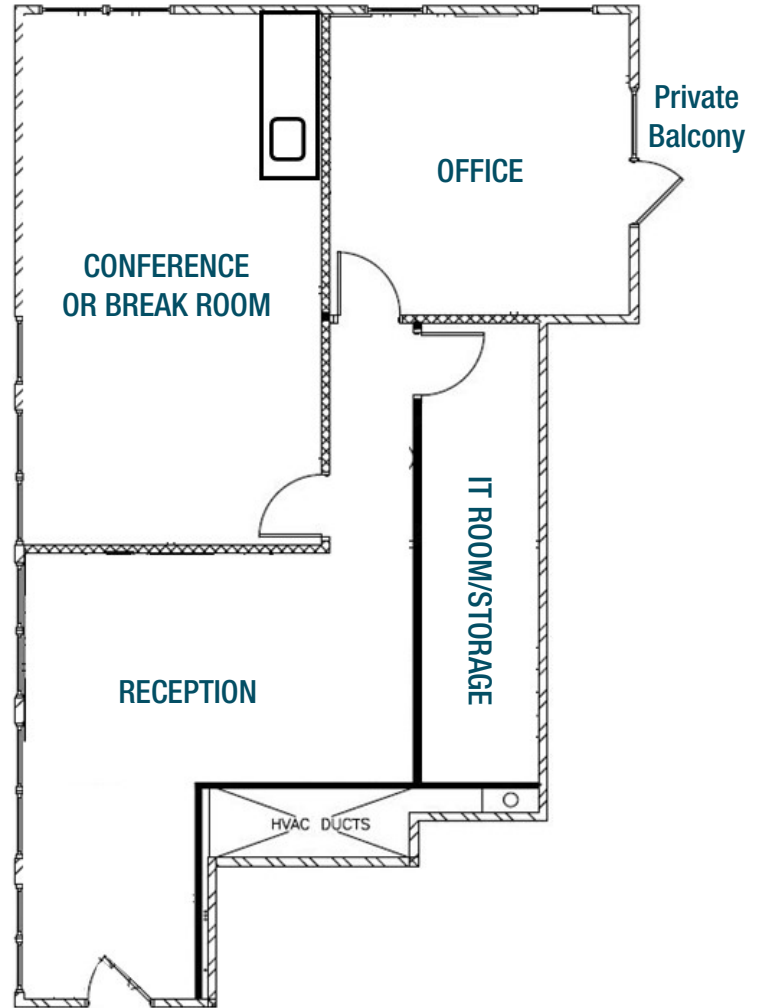 Private
Balcony
OFFICE
CONFERENCE
OR BREAK ROOM
IT ROOM/STORAGE
RECEPTION
HVAC DUCTS